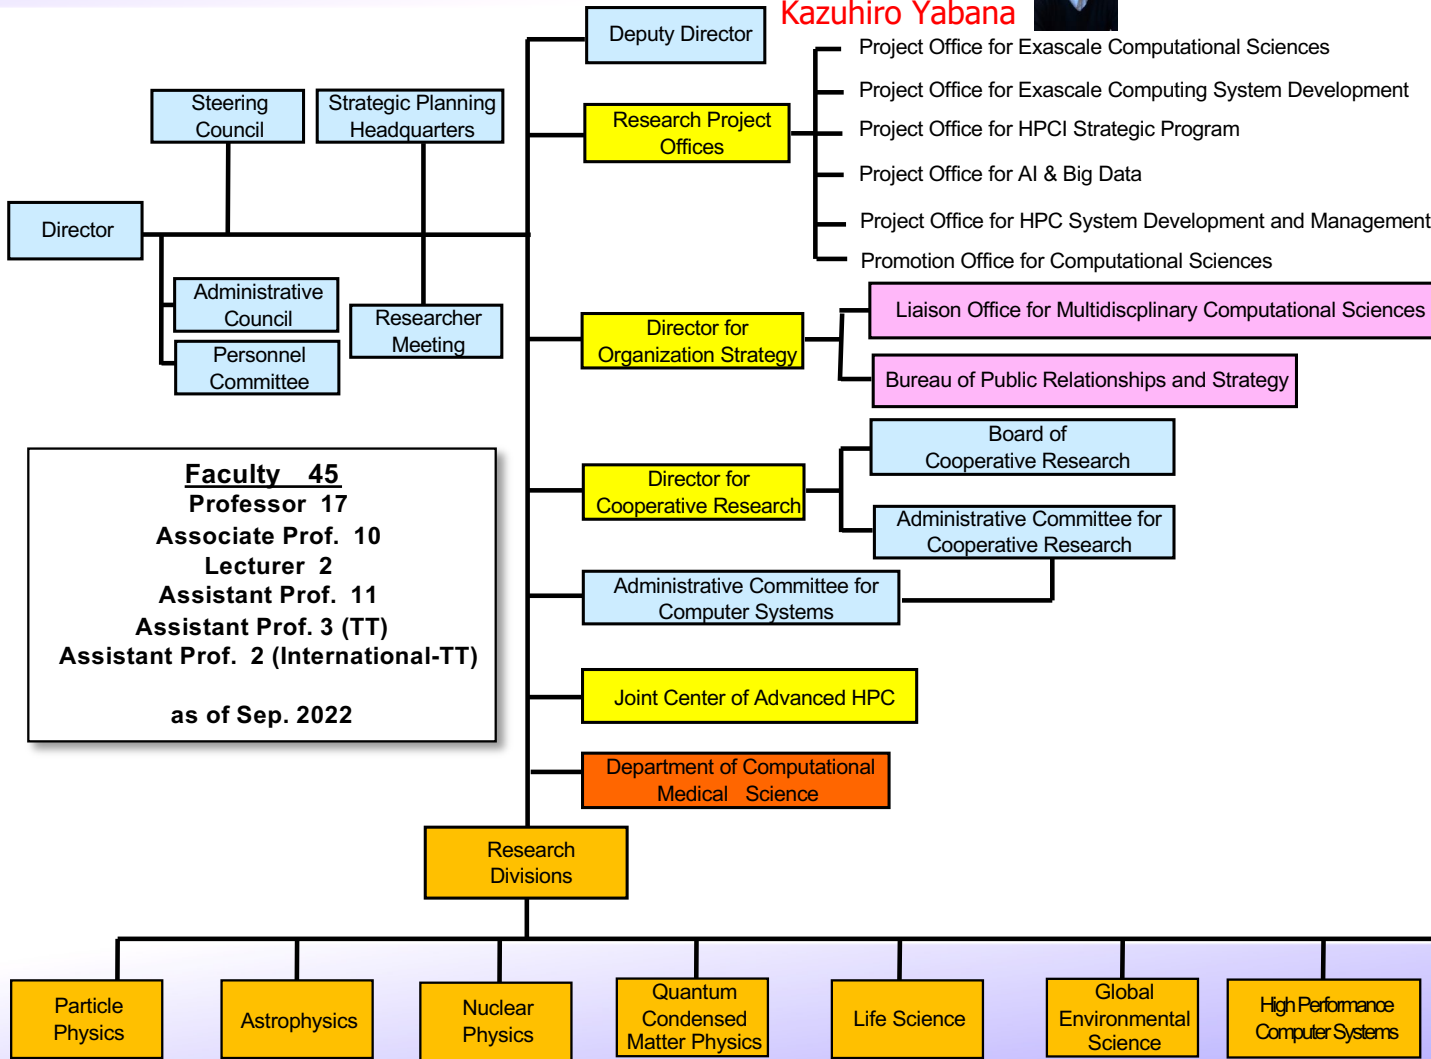 Kazuhiro Yabana
Deputy Director
Project Office for Exascale Computational Sciences
Project Office for Exascale Computing System Development
Project Office for HPCI Strategic Program
Project Office for AI & Big Data
Project Office for HPC System Development and Management
Promotion Office for Computational Sciences
Steering
Council
Strategic Planning
Headquarters
Research Project
Offices
Director
Administrative
Council
Personnel
Committee
Researcher
Meeting
Director for
Organization Strategy
Liaison Office for Multidiscplinary Computational Sciences
Bureau of Public Relationships and Strategy
Director for
Cooperative Research
Board of
Cooperative Research
Administrative Committee for
Cooperative Research
Administrative Committee for
Computer Systems
Joint Center of Advanced HPC
Department of Computational
Medical Science
Faculty 45
Professor 17
Associate Prof. 10
Lecturer 2
Assistant Prof. 11
Assistant Prof. 3 (TT)
Assistant Prof. 2 (International-TT)
as of Sep. 2022
Research
Divisions
Particle
Physics
Astrophysics
Nuclear
Physics
Quantum
Condensed
Matter Physics
Life Science
Global
Environmental
Science
High Performance
Computer Systems